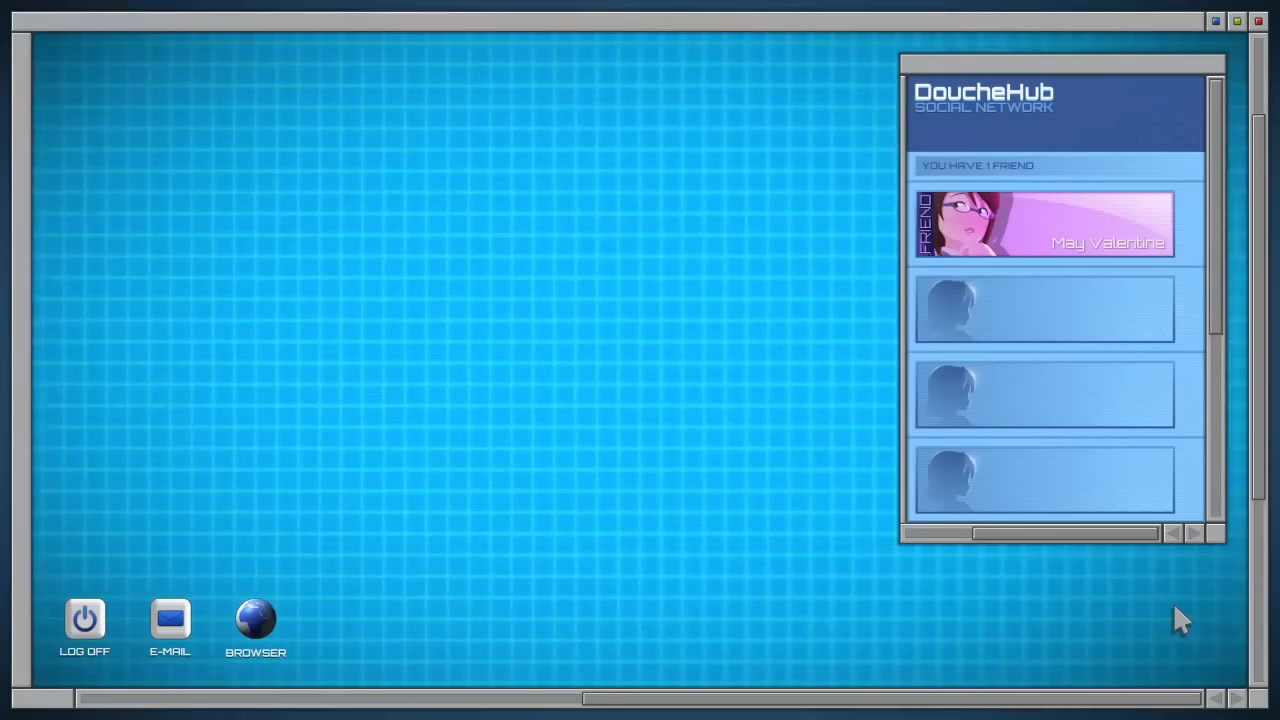 DoucheHub
SOCIAL NETWORK
YOU HAVE 1 FRIEND
FRIEND
May Valentine
LOG OFF
E-MAIL
BROWSER